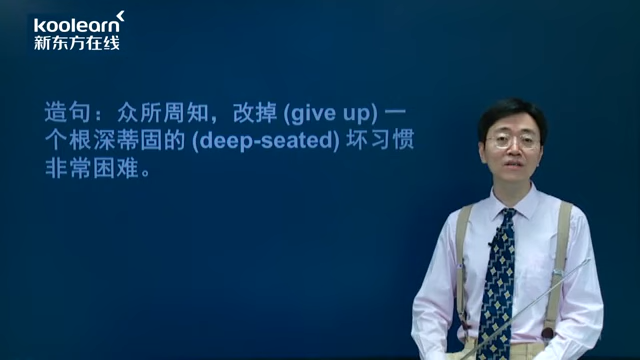 koolearn
新东方在线
造句：众所周知，改掉 (give up) 一
个根深蒂固的 (deep-seated) 坏习惯
非常困难。